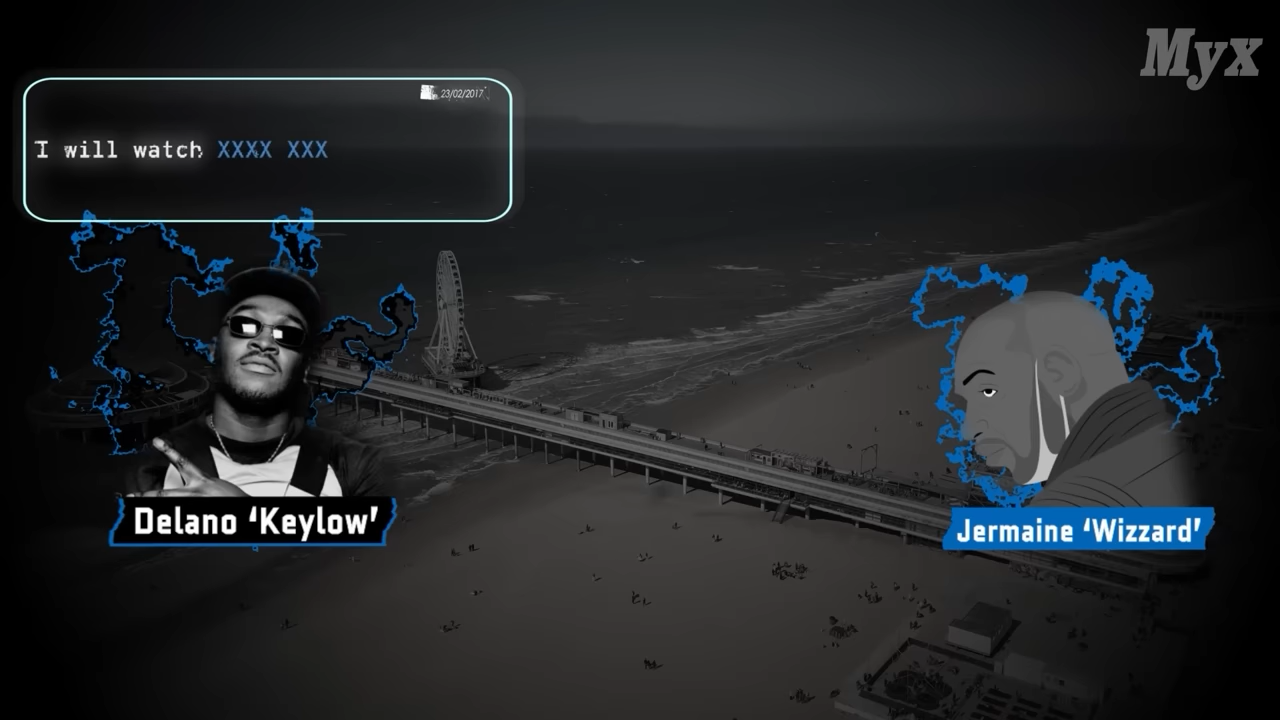 Myx
23/02/2017
I will watch XXXX XXX
Delano ‘Keylow’
Jermaine ‘Wizzard’